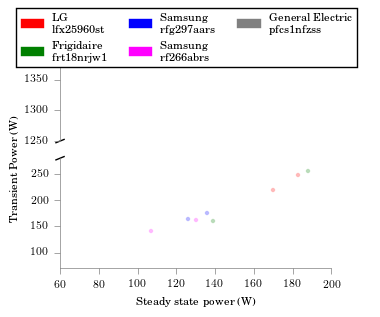 LG
lfx25960st
Frigidaire
frt18nrjw1
Samsung
rfg297aars
Samsung
rf266abrs
General Electric
pfcs1nfzss
Transient Power (W)
1350
1300
1250
250
200
150
100
60
80
100
120
140
160
180
200
Steady state power (W)